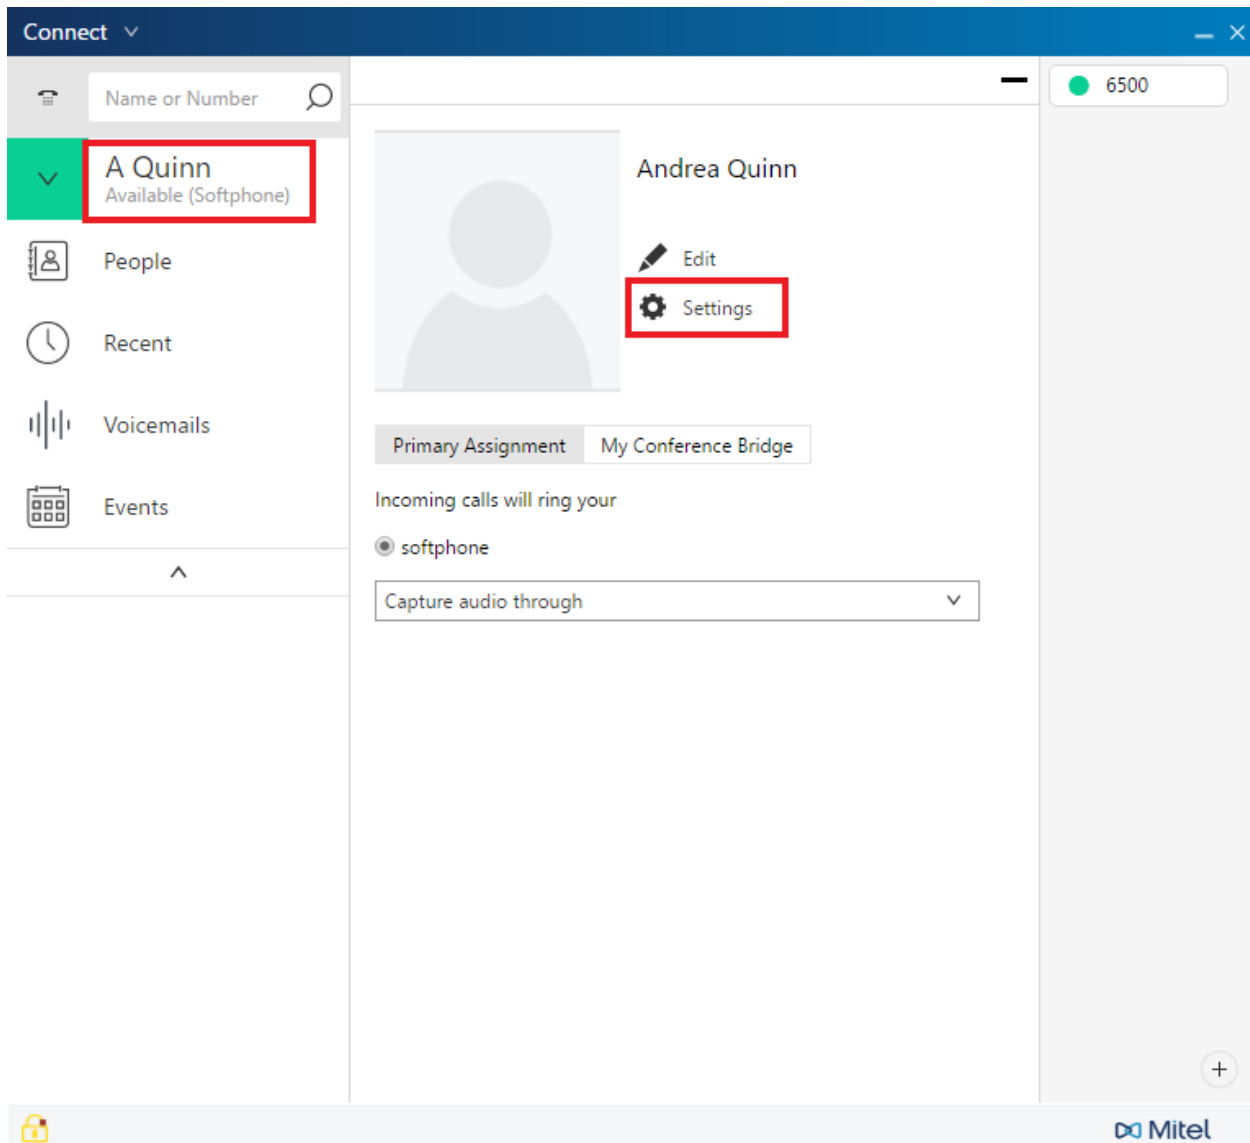 Connect
Name or Number
6500
A Quinn
Available (Softphone)
People
Recent
Voicemails
Events
Andrea Quinn
Edit
Settings
Primary Assignment My Conference Bridge
Incoming calls will ring your
softphone
Capture audio through
Mitel